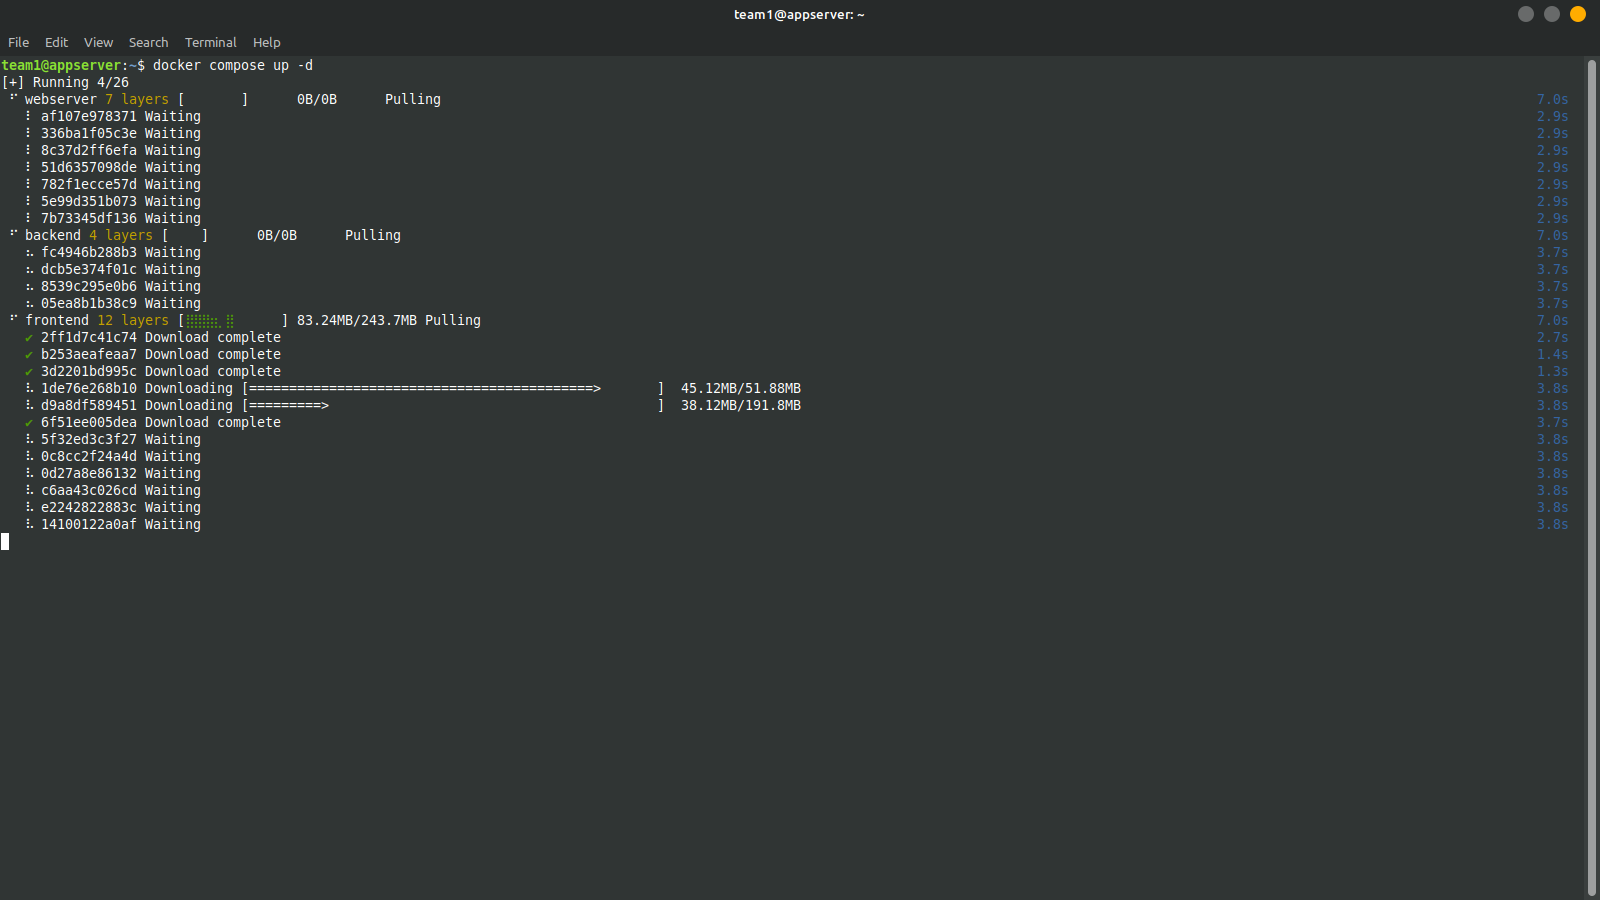 team1@appserver: ~
File Edit View Search Terminal Help
team1@appserver:~$ docker compose up -d
[+] Running 4/26
⠋ webserver 7 layers [       ]      0B/0B      Pulling 7.0s
⠸ af107e978371 Waiting 2.9s
⠸ 336ba1f05c3e Waiting 2.9s
⠸ 8c37d2ff6efa Waiting 2.9s
⠸ 51d6357098de Waiting 2.9s
⠸ 782f1ecce57d Waiting 2.9s
⠸ 5e99d351b073 Waiting 2.9s
⠸ 7b73345df136 Waiting 2.9s
⠋ backend 4 layers [    ]      0B/0B      Pulling 7.0s
⠦ fc4946b288b3 Waiting 3.7s
⠦ dcb5e374f01c Waiting 3.7s
⠦ 8539c295e0b6 Waiting 3.7s
⠦ 05ea8b1b38c9 Waiting 3.7s
⠋ frontend 12 layers [⣿⣿⣿⣦⣀⣿      ] 83.24MB/243.7MB Pulling 7.0s
✔ 2ff1d7c41c74 Download complete 2.7s
✔ b253aeafeaa7 Download complete 1.4s
✔ 3d2201bd995c Download complete 1.3s
⠧ 1de76e268b10 Downloading [===========================================>       ]  45.12MB/51.88MB 3.8s
⠧ d9a8df589451 Downloading [=========>                                         ]  38.12MB/191.8MB 3.8s
✔ 6f51ee005dea Download complete 3.7s
⠧ 5f32ed3c3f27 Waiting 3.8s
⠧ 0c8cc2f24a4d Waiting 3.8s
⠧ 0d27a8e86132 Waiting 3.8s
⠧ c6aa43c026cd Waiting 3.8s
⠧ e2242822883c Waiting 3.8s
⠧ 14100122a0af Waiting 3.8s